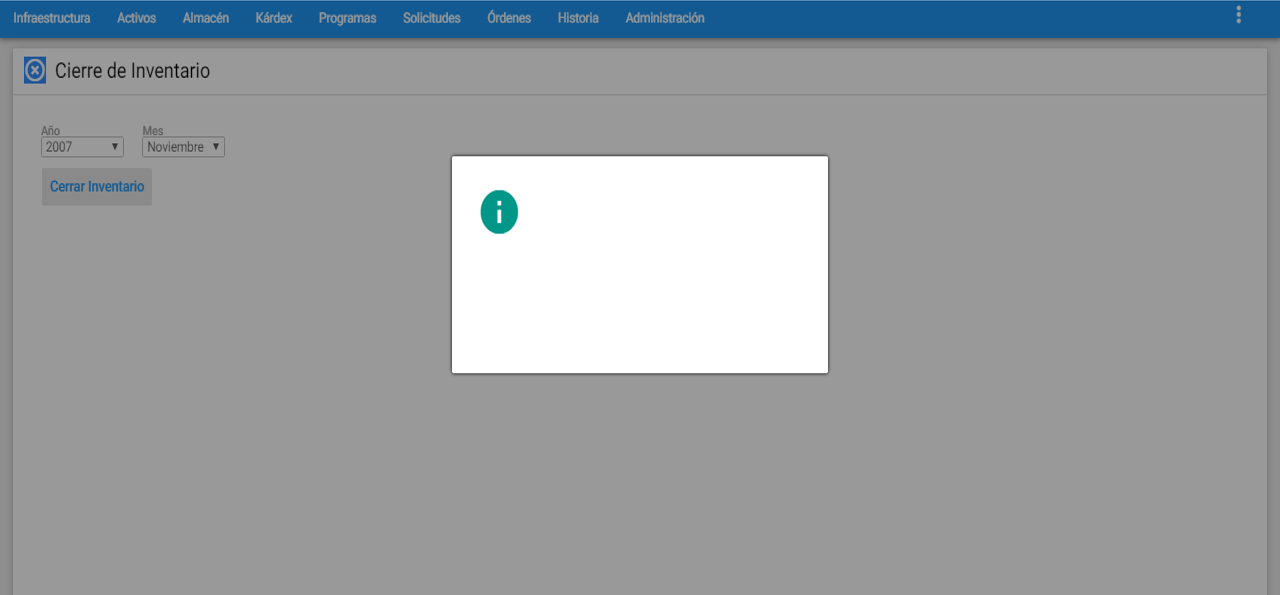 Infraestructura Activos Almacén Kárdex Programas Solicitudes Órdenes Historia Administración
Cierre de Inventario
Año Mes
2007 Noviembre
Cerrar Inventario